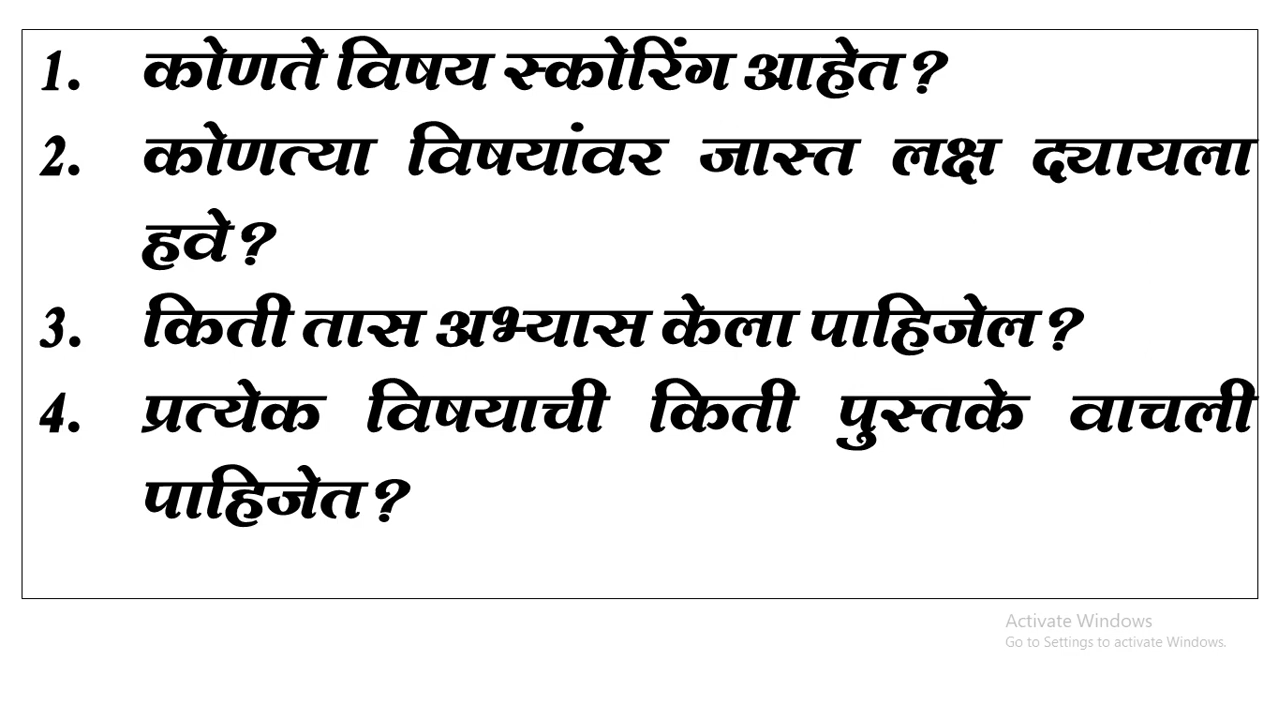 1. कोणते विषय स्कोरिंग आहेत?
2. कोणत्या विषयांवर जास्त लक्ष द्यायला
हवे?
3. किती तास अभ्यास केला पाहिजेल?
4. प्रत्येक विषयाची किती पुस्तके वाचली
पाहिजेत?
Activate Windows
Go to Settings to activate Windows.